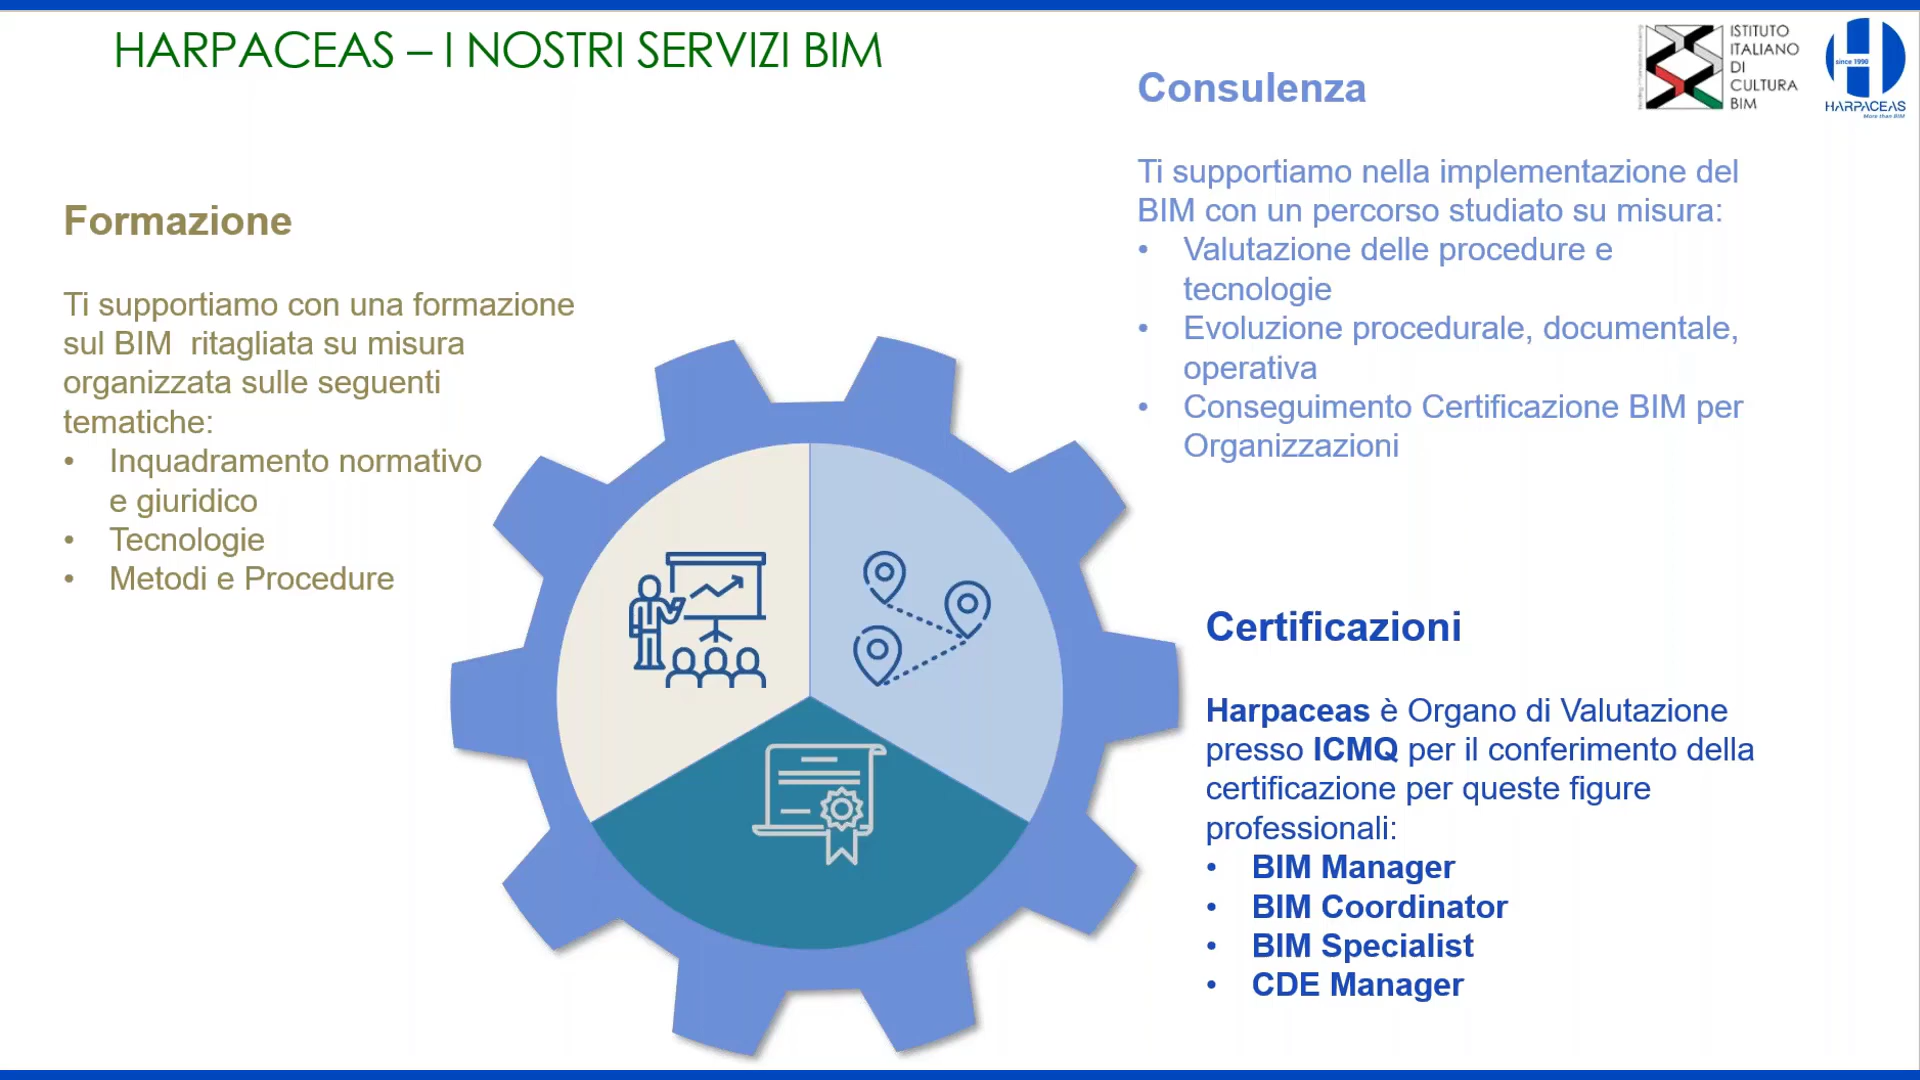 HARPACEAS – I NOSTRI SERVIZI BIM
ISTITUTO
ITALIANO
DI
CULTURA
BIM
since 1990
HARPACEAS
More than BIM
Formazione
Ti supportiamo con una formazione
sul BIM  ritagliata su misura
organizzata sulle seguenti
tematiche:
• Inquadramento normativo
e giuridico
• Tecnologie
• Metodi e Procedure
Consulenza
Ti supportiamo nella implementazione del
BIM con un percorso studiato su misura:
• Valutazione delle procedure e
tecnologie
• Evoluzione procedurale, documentale,
operativa
• Conseguimento Certificazione BIM per
Organizzazioni
Certificazioni
Harpaceas è Organo di Valutazione
presso ICMQ per il conferimento della
certificazione per queste figure
professionali:
• BIM Manager
• BIM Coordinator
• BIM Specialist
• CDE Manager